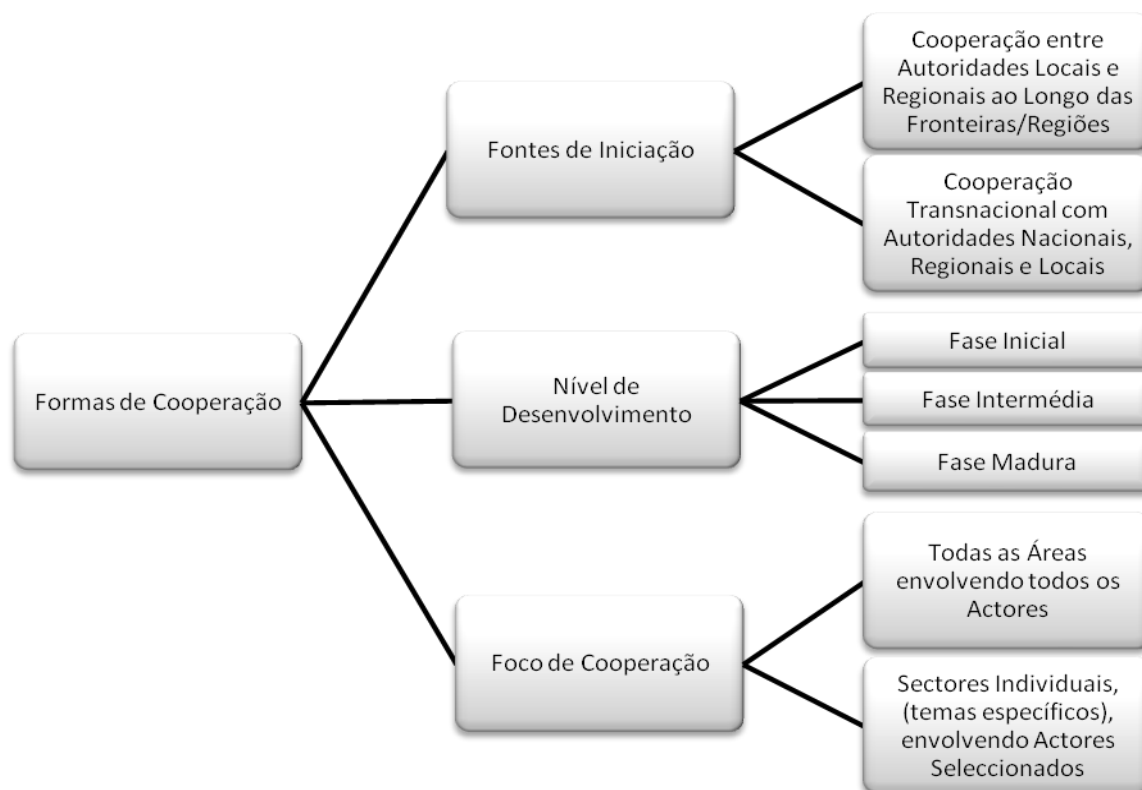 Formas de Cooperação
Fontes de Iniciação
Cooperação entre
Autoridades Locais e
Regionais ao Longo das
Fronteiras/Regiões
Cooperação
Transnacional com
Autoridades Nacionais,
Regionais e Locais
Nível de
Desenvolvimento
Fase Inicial
Fase Intermédia
Fase Madura
Foco de Cooperação
Todas as Áreas
envolvendo todos os
Actores
Sectores Individuais,
(temas específicos),
envolvendo Actores
Seleccionados